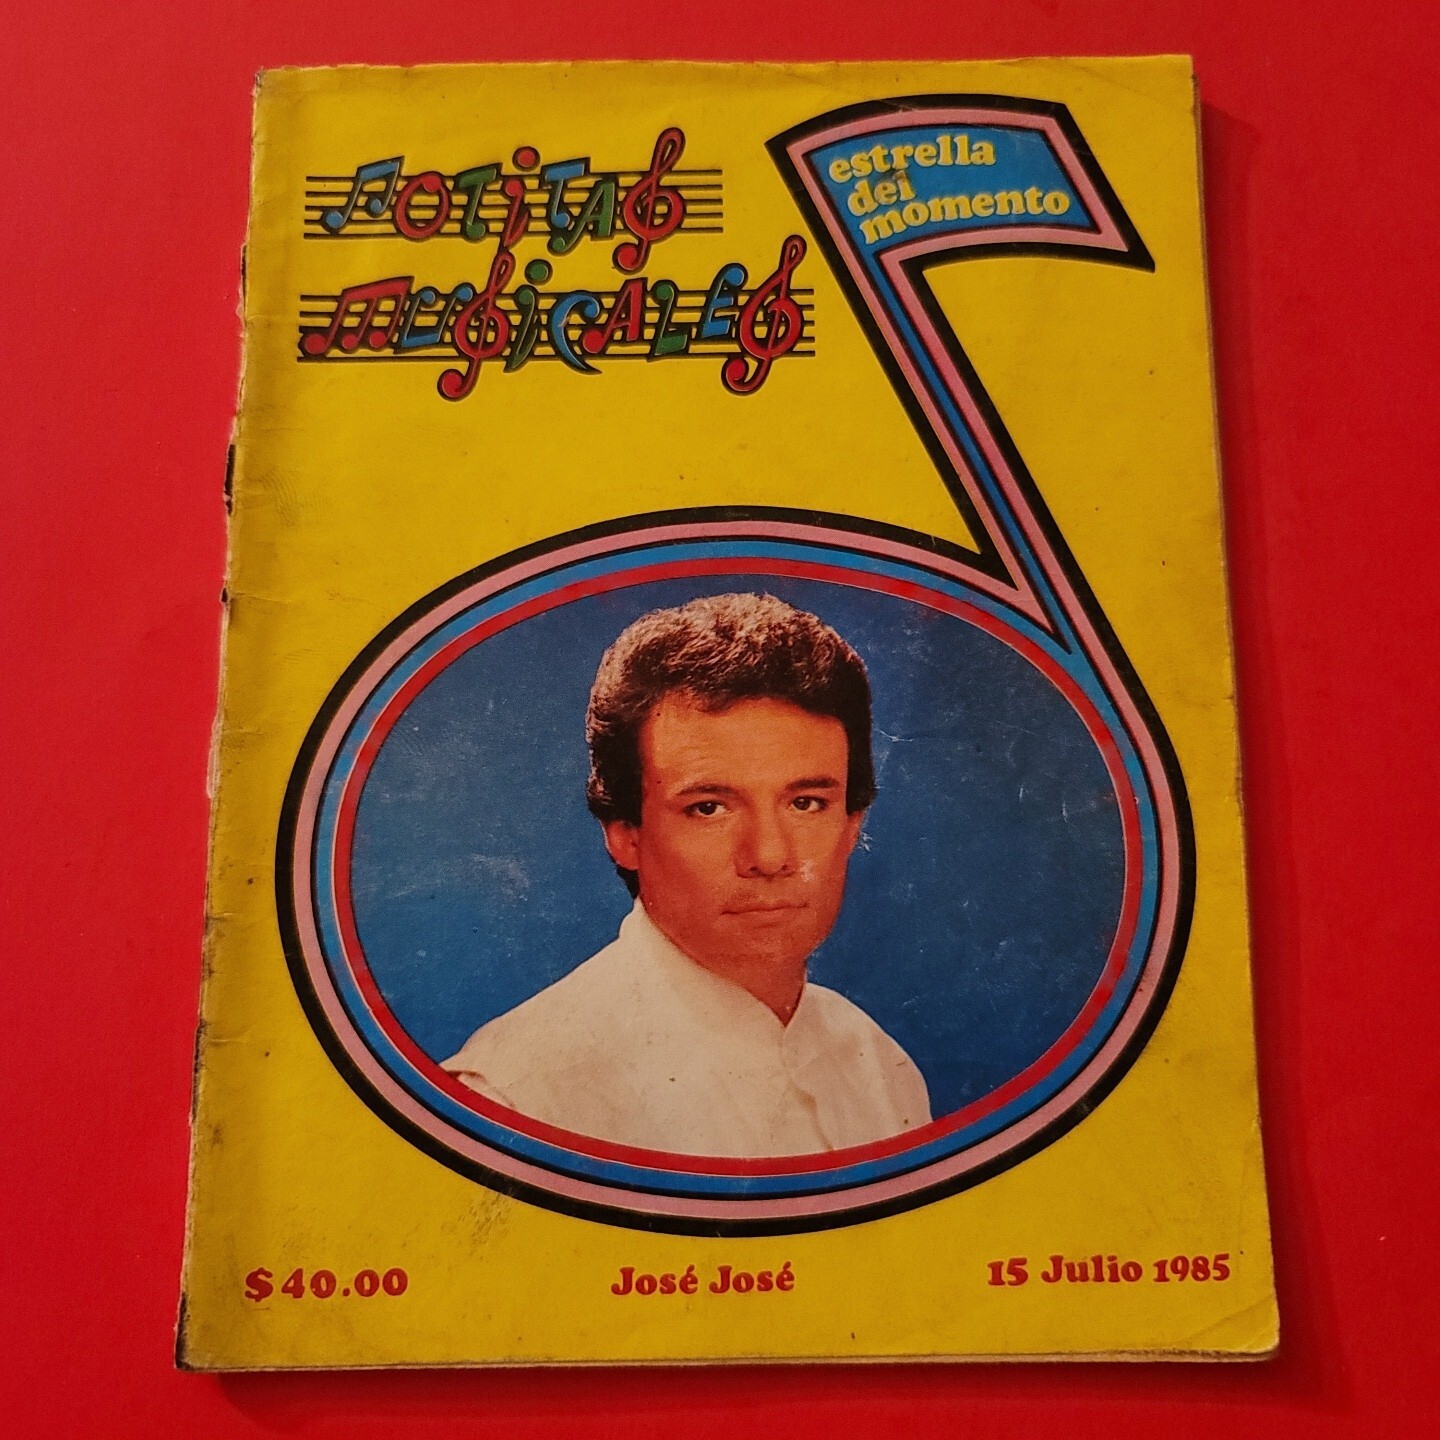 NOTITAS
MUSICALES
estrella
del
momento
$40.00
José José
15 Julio 1985